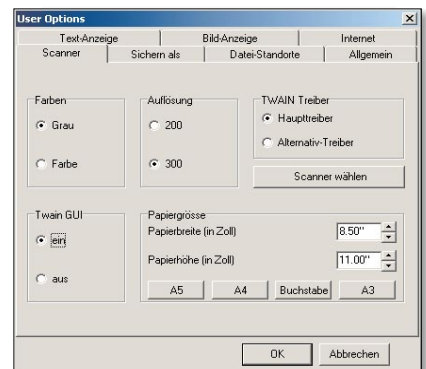 User Options
Text-Anzeige Bild-Anzeige Internet
Scanner Sichern als Datei-Standorte Allgemein
Farben Auflösung TWAIN Treiber
Grau 200 Haupttreiber
Alternativ-Treiber
Farbe 300
Scanner wählen
Twain GUI Papiergrösse
Papierbreite (in Zoll) 8.50"
ein
Papierhöhe (in Zoll) 11.00"
aus
A5 A4 Buchstabe A3
OK Abbrechen